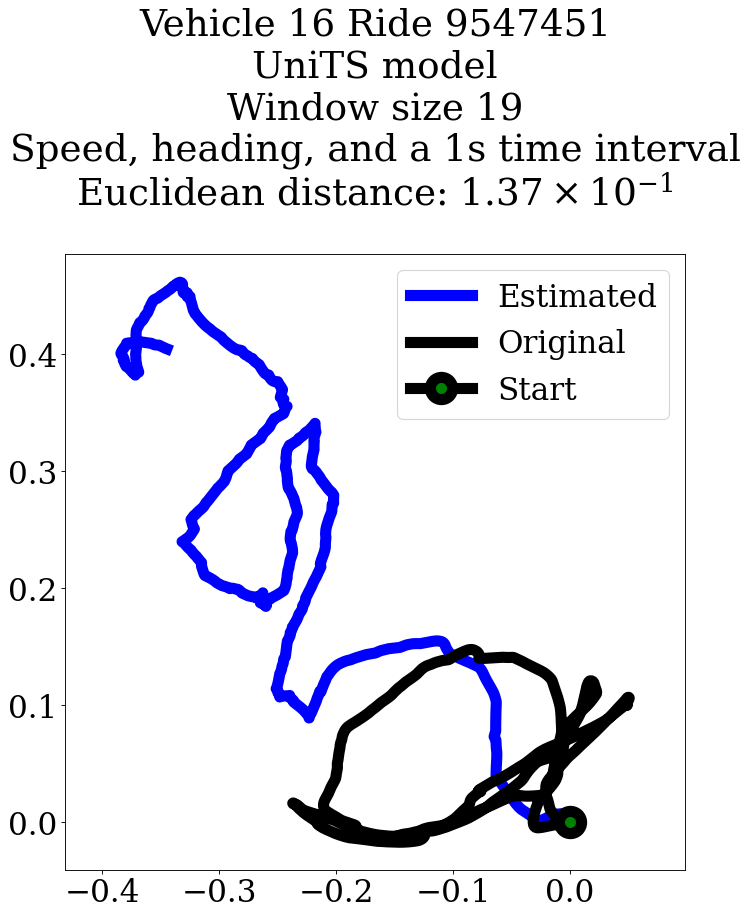 Vehicle 16 Ride 9547451
UniTS model
Window size 19
Speed, heading, and a 1s time interval
Euclidean distance: 1.37 × 10⁻¹
Estimated
Original
Start
0.4
0.3
0.2
0.1
0.0
−0.4 −0.3 −0.2 −0.1 0.0